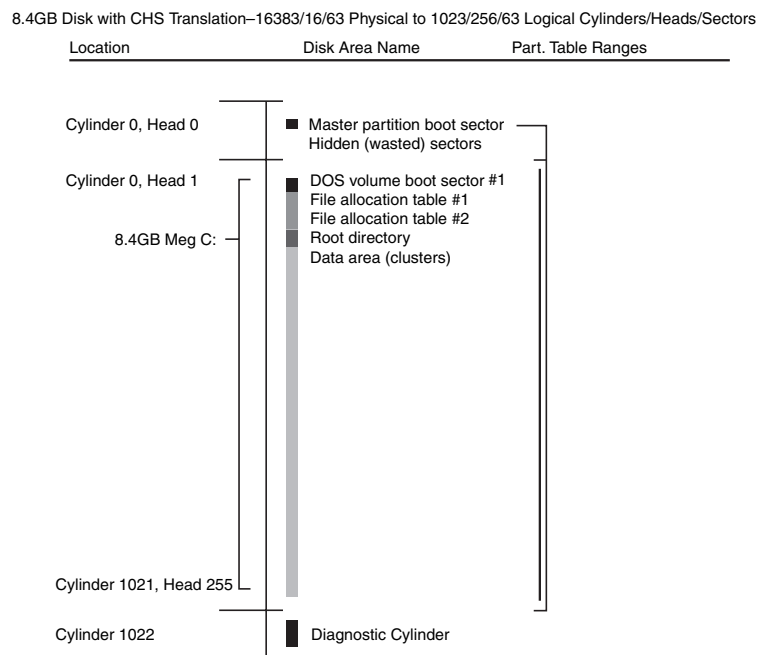 8.4GB Disk with CHS Translation–16383/16/63 Physical to 1023/256/63 Logical Cylinders/Heads/Sectors
Location Disk Area Name Part. Table Ranges
Cylinder 0, Head 0 Master partition boot sector
Hidden (wasted) sectors
Cylinder 0, Head 1 DOS volume boot sector #1
File allocation table #1
File allocation table #2
8.4GB Meg C: Root directory
Data area (clusters)
Cylinder 1021, Head 255
Cylinder 1022 Diagnostic Cylinder